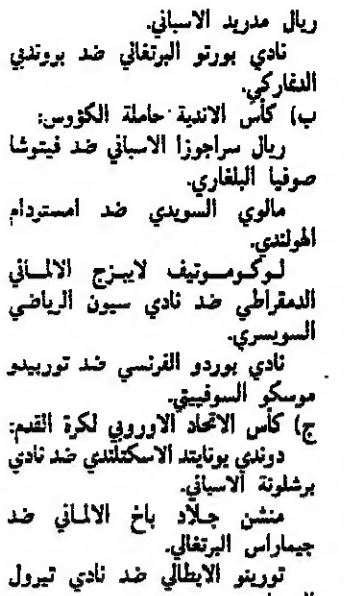 ريال مدريد الاسباني.
نادي بورتو البرتغالي ضد بروندبي
الدنماركي.
ب) كأس الاندية حاملة الكؤوس:
ريال سراجوزا الاسباني ضد فيتوشا
صوفيا البلغاري.
مالوي السويدي ضد امستردام
الهولندي.
لوكوموتيف لايبزج الالماني
الدمقراطي ضد نادي سيون الرياضي
السويسري.
نادي بوردو الفرنسي ضد توربيدو
موسكو السوفييتي.
ج) كأس الاتحاد الاوروبي لكرة القدم:
دوندي يونايتد الاسكتلندي ضد نادي
برشلونة الاسباني.
منشن جلاد باخ الالماني ضد
جيماراس البرتغالي.
تورينو الايطالي ضد نادي تيرول